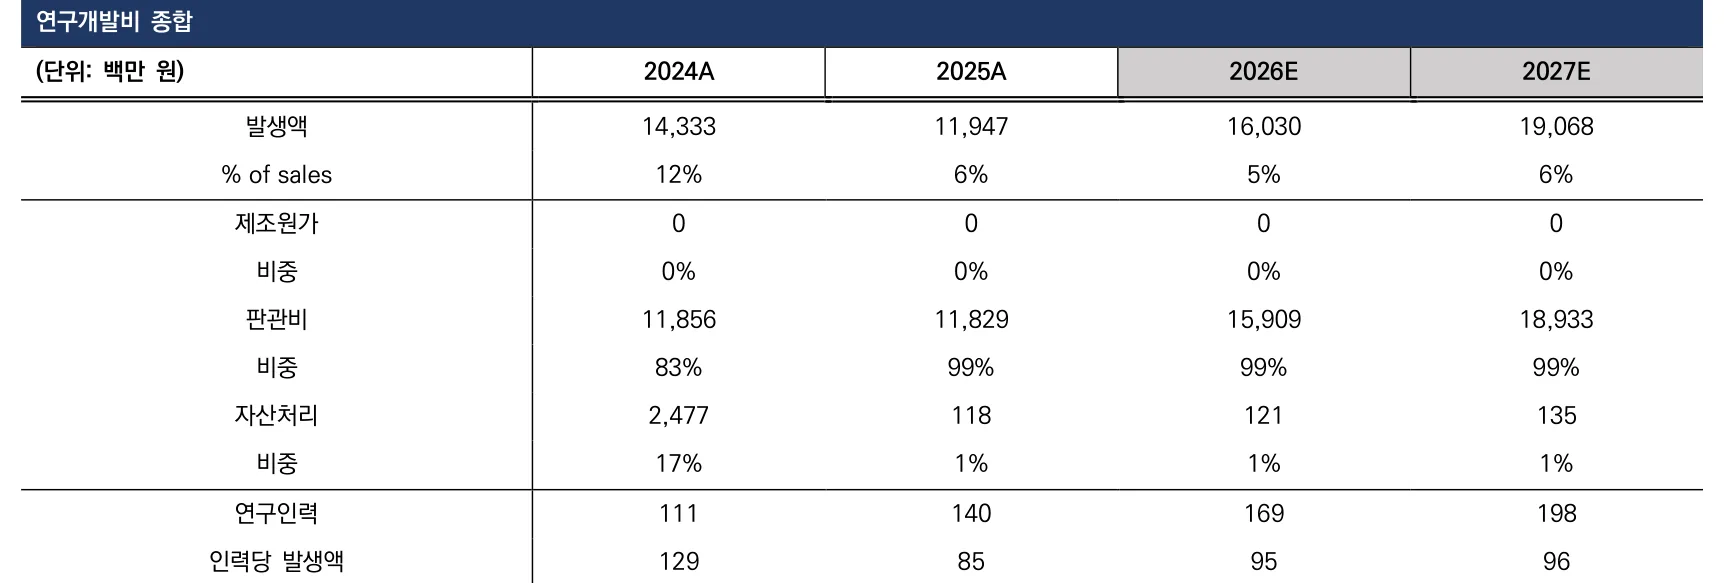 연구개발비 종합
(단위: 백만 원) 2024A 2025A 2026E 2027E
발생액 14,333 11,947 16,030 19,068
% of sales 12% 6% 5% 6%
제조원가 0 0 0 0
비중 0% 0% 0% 0%
판관비 11,856 11,829 15,909 18,933
비중 83% 99% 99% 99%
자산처리 2,477 118 121 135
비중 17% 1% 1% 1%
연구인력 111 140 169 198
인력당 발생액 129 85 95 96